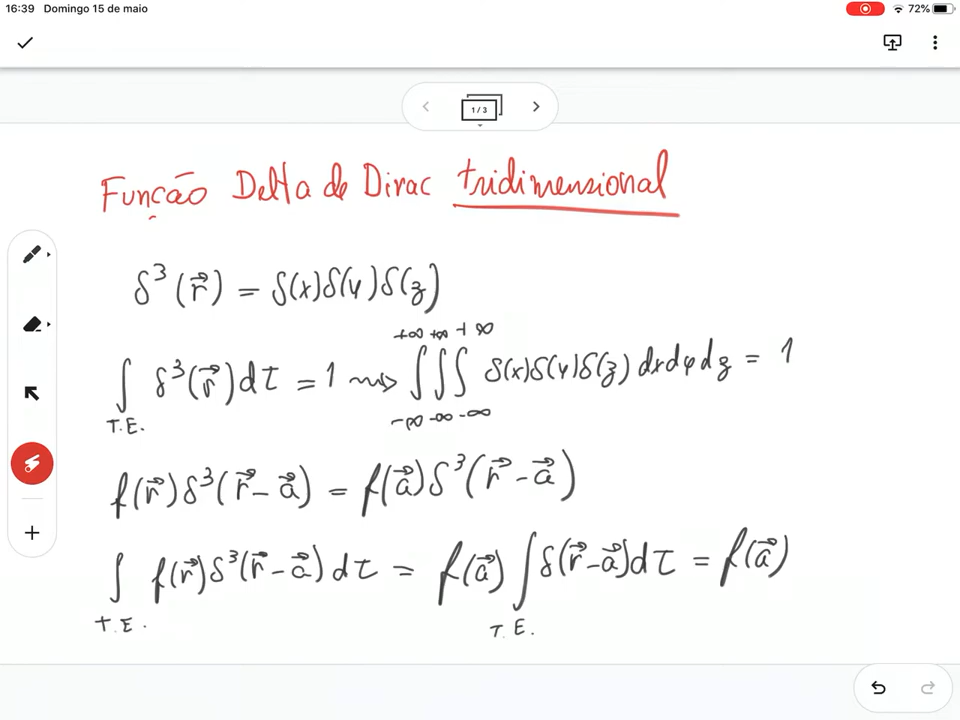 16:39 Domingo 15 de maio 72%
1 / 3
Função Delta de Dirac tridimensional
δ³(r⃗) = δ(x)δ(y)δ(z)
+∞ +∞ +∞
∫ δ³(r⃗)dτ = 1 ⇝ ∫∫∫ δ(x)δ(y)δ(z) dxdydz = 1
T.E. -∞ -∞ -∞
f(r⃗)δ³(r⃗-a⃗) = f(a⃗)δ³(r⃗-a⃗)
∫ f(r⃗)δ³(r⃗-a⃗)dτ = f(a⃗)∫δ(r⃗-a⃗)dτ = f(a⃗)
T.E. T.E.